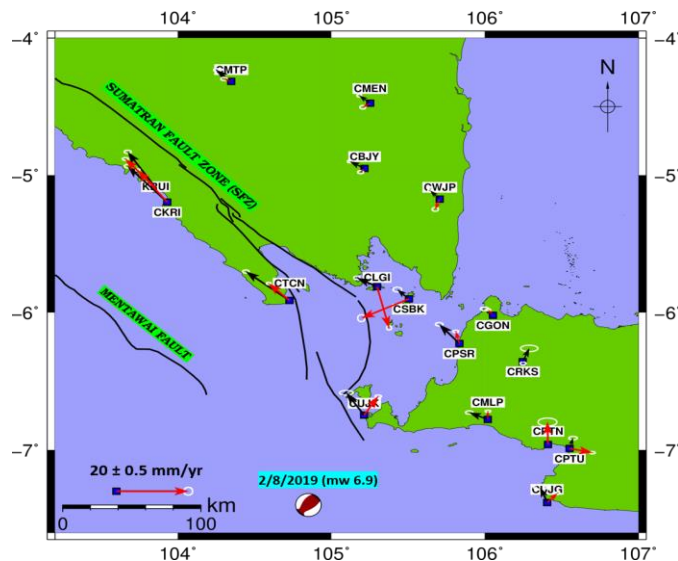 104° 105° 106° 107°
-4° -4°
CMTP
CMEN
N
SUMATRAN FAULT ZONE (SFZ)
CBJY
-5° -5°
KRUI
CWJP
CKRI
CTCN
CLGI
CSBK
-6° -6°
CGON
MENTAWAI FAULT
CPSR
CRKS
CUJK
CMLP
CPTN
-7° -7°
CPTU
20 ± 0.5 mm/yr
2/8/2019 (mw 6.9)
km
0 100
104° 105° 106° 107°